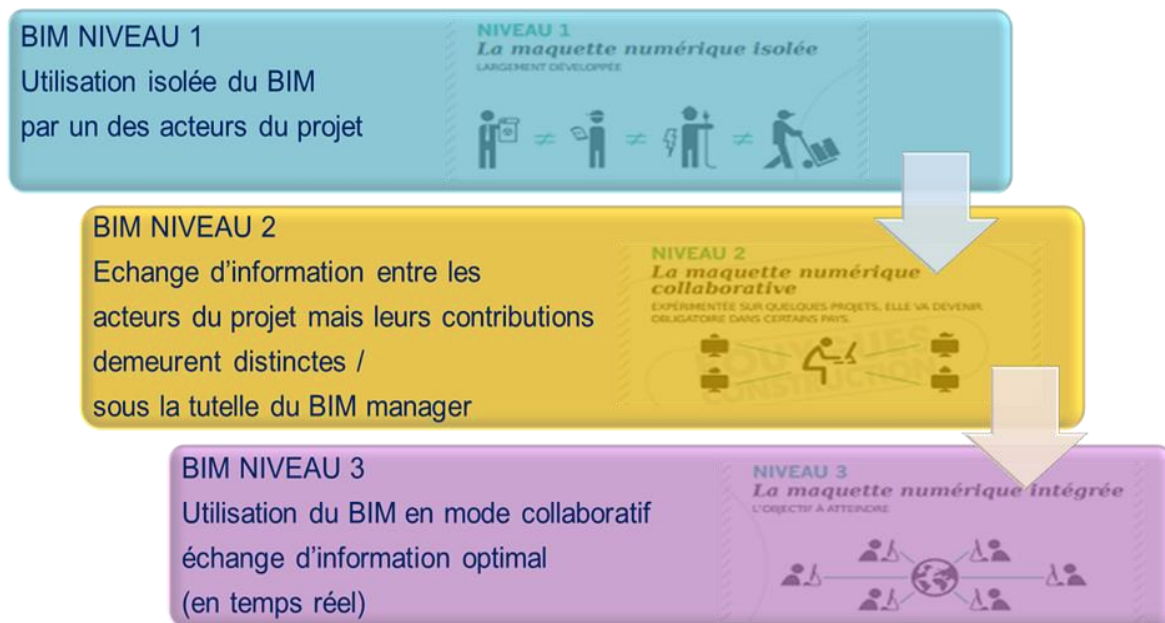 BIM NIVEAU 1
Utilisation isolée du BIM
par un des acteurs du projet
NIVEAU 1
La maquette numérique isolée
LARGEMENT DÉVELOPPÉE
≠ ≠ ≠
BIM NIVEAU 2
Echange d’information entre les
acteurs du projet mais leurs contributions
demeurent distinctes /
sous la tutelle du BIM manager
NIVEAU 2
La maquette numérique
collaborative
EXPÉRIMENTÉE SUR QUELQUES PROJETS, ELLE VA DEVENIR
OBLIGATOIRE DANS CERTAINS PAYS.
BOUYGUES
CONSTRUCTION
BIM NIVEAU 3
Utilisation du BIM en mode collaboratif
échange d’information optimal
(en temps réel)
NIVEAU 3
La maquette numérique intégrée
L'OBJECTIF À ATTEINDRE